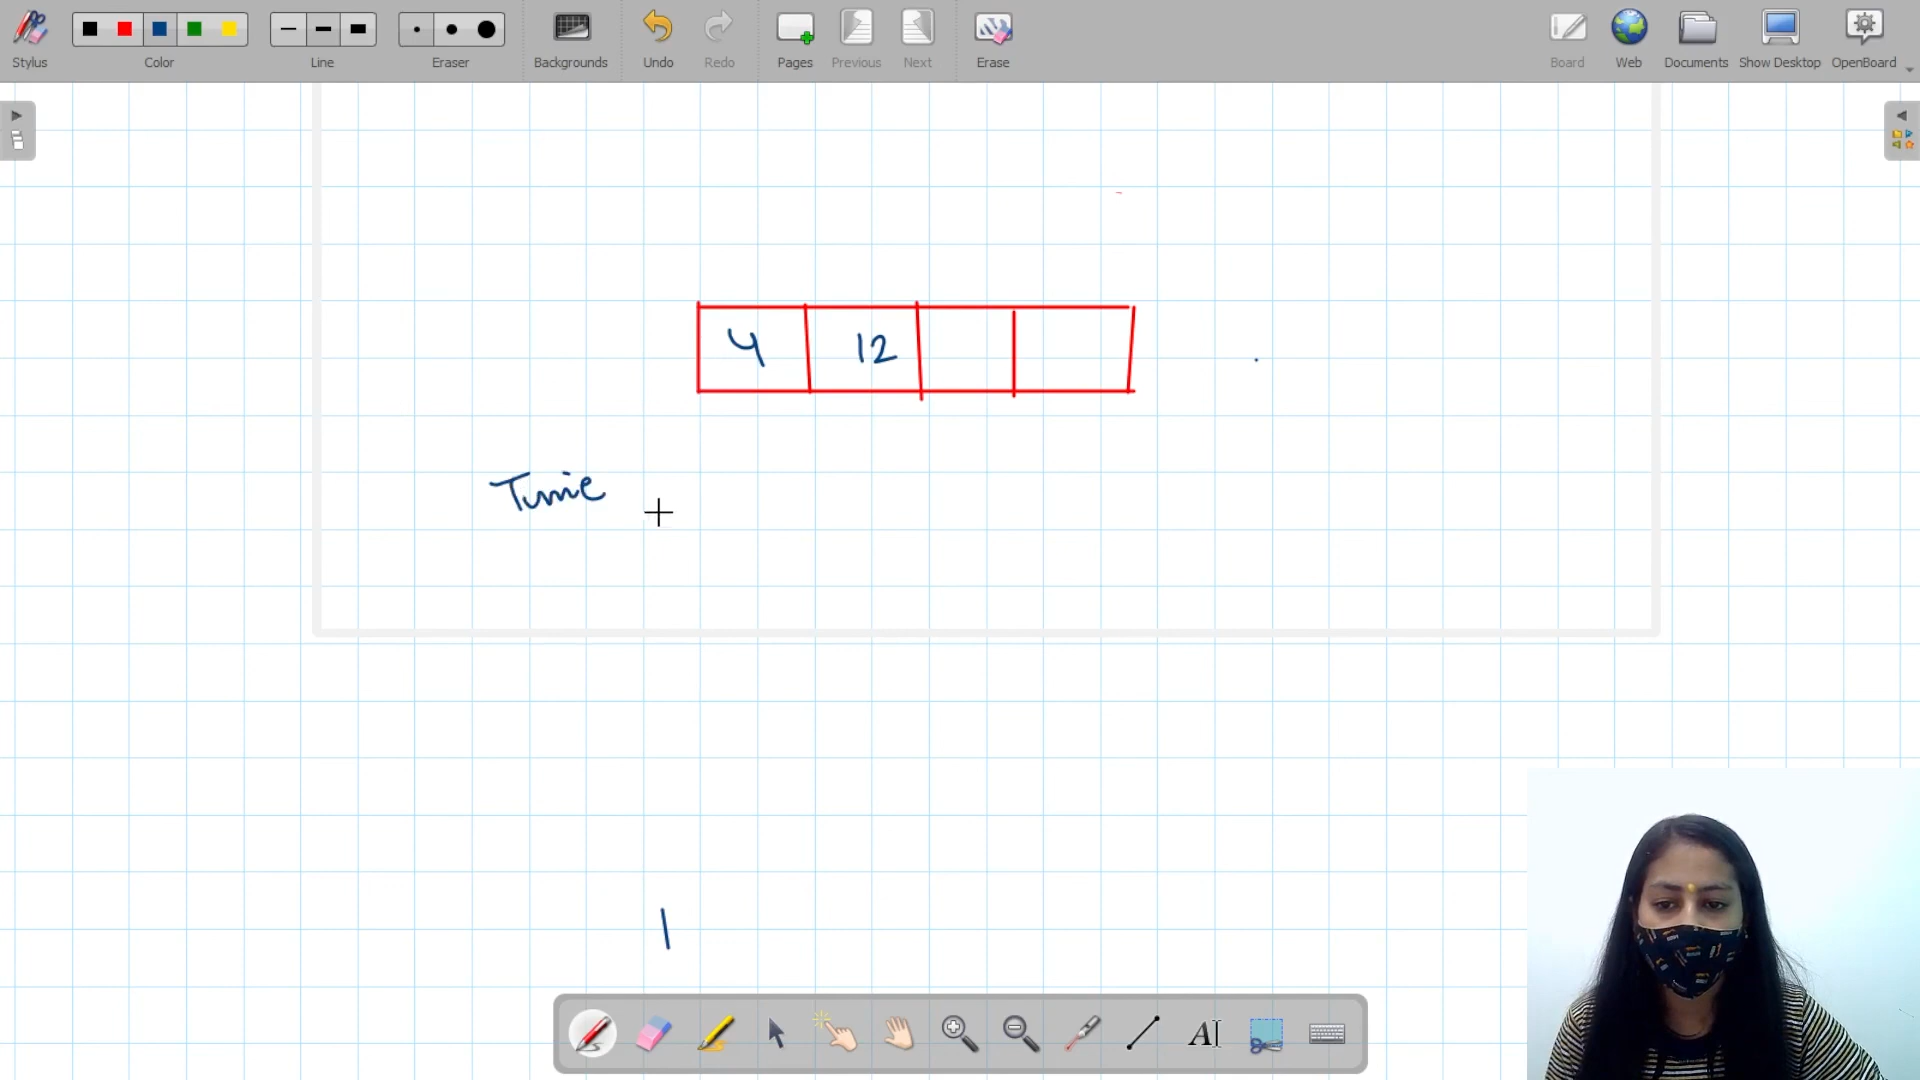 Stylus Color Line Eraser Backgrounds Undo Redo Pages Previous Next Erase Board Web Documents Show Desktop OpenBoard
4 12
Time
1